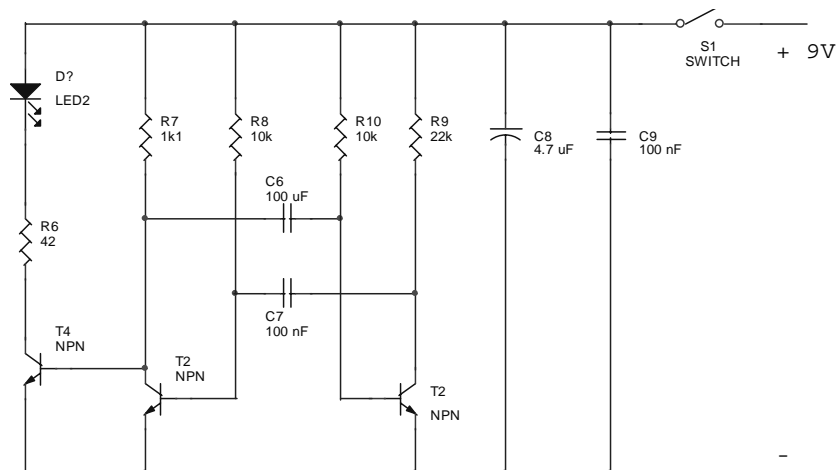 S1
SWITCH
+ 9V
D?
LED2
R7
1k1
R8
10k
R10
10k
R9
22k
C8
4.7 uF
C9
100 nF
C6
100 uF
R6
42
C7
100 nF
T4
NPN
T2
NPN
T2
NPN
-